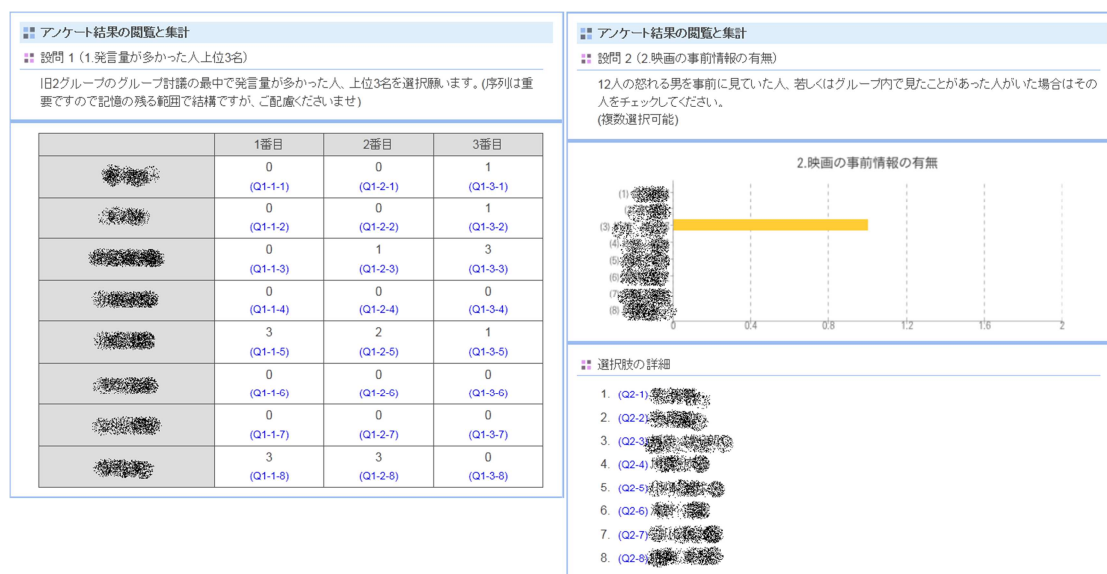 アンケート結果の閲覧と集計
設問 1 (1.発言量が多かった人上位3名)
旧2グループのグループ討議の最中で発言量が多かった人、上位3名を選択願います。(序列は重
要ですので記憶の残る範囲で結構ですが、ご配慮くださいませ)
1番目 2番目 3番目
0 0 1
(Q1-1-1) (Q1-2-1) (Q1-3-1)
0 0 1
(Q1-1-2) (Q1-2-2) (Q1-3-2)
0 1 3
(Q1-1-3) (Q1-2-3) (Q1-3-3)
0 0 0
(Q1-1-4) (Q1-2-4) (Q1-3-4)
3 2 1
(Q1-1-5) (Q1-2-5) (Q1-3-5)
0 0 0
(Q1-1-6) (Q1-2-6) (Q1-3-6)
0 0 0
(Q1-1-7) (Q1-2-7) (Q1-3-7)
3 3 0
(Q1-1-8) (Q1-2-8) (Q1-3-8)
アンケート結果の閲覧と集計
設問 2 (2.映画の事前情報の有無)
12人の怒れる男を事前に見ていた人、若しくはグループ内で見たことがあった人がいた場合はその
人をチェックしてください。
(複数選択可能)
2.映画の事前情報の有無
(1)
(2)
(3)
(4)
(5)
(6)
(7)
(8)
0 0.4 0.8 1.2 1.6 2
選択肢の詳細
1. (Q2-1)
2. (Q2-2)
3. (Q2-3)
4. (Q2-4)
5. (Q2-5)
6. (Q2-6)
7. (Q2-7)
8. (Q2-8)